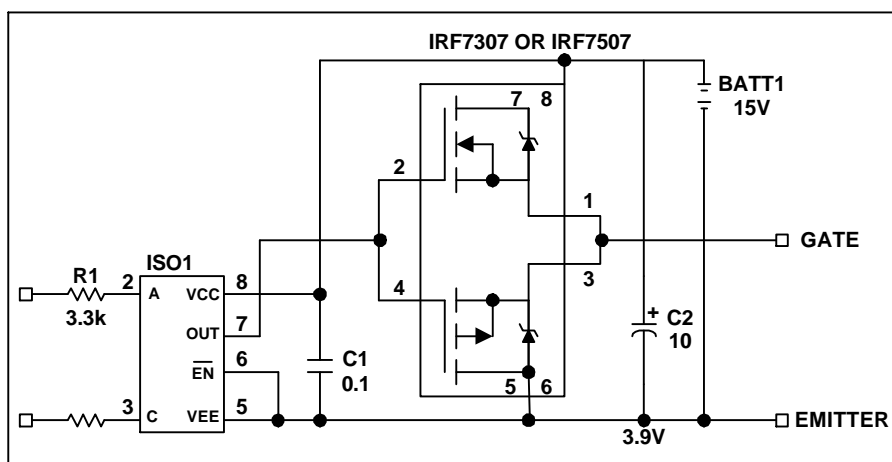 IRF7307 OR IRF7507
7 8
BATT1
15V
2
1
GATE
R1
ISO1
2
A
VCC
8
3.3k
OUT
7
4
3
EN
6
C1
0.1
+
C2
10
3
C
VEE
5
5 6
3.9V
EMITTER